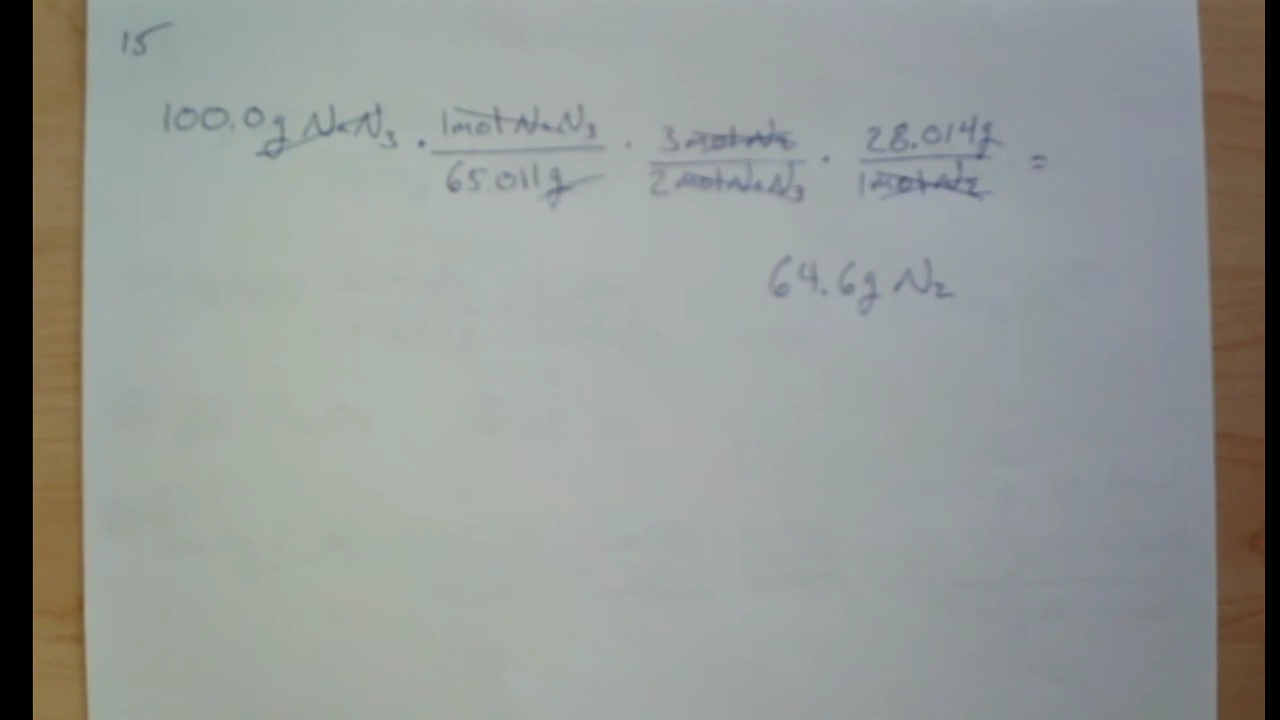 15
100.0g NaN₃ · 1mol NaN₃ / 65.011g · 3mol N₂ / 2mol NaN₃ · 28.014g / 1mol N₂ =
64.6g N₂